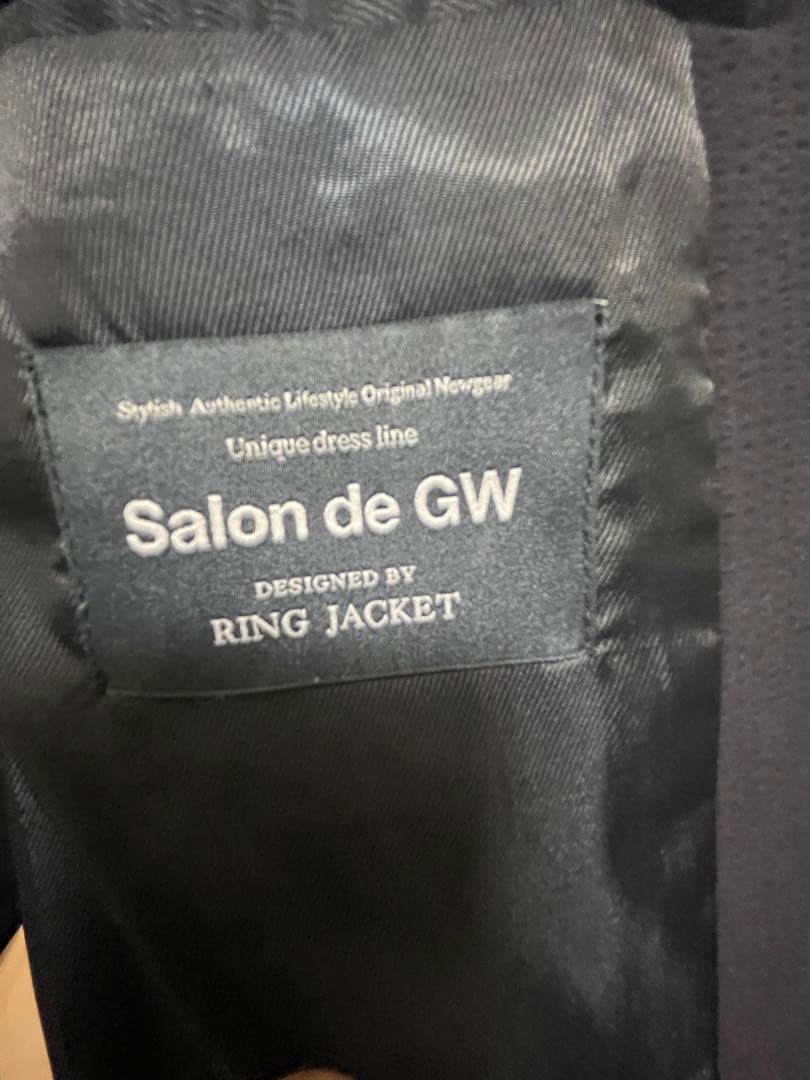 Stylish Authentic Lifestyle Original Newgear
Unique dress line
Salon de GW
DESIGNED BY
RING JACKET